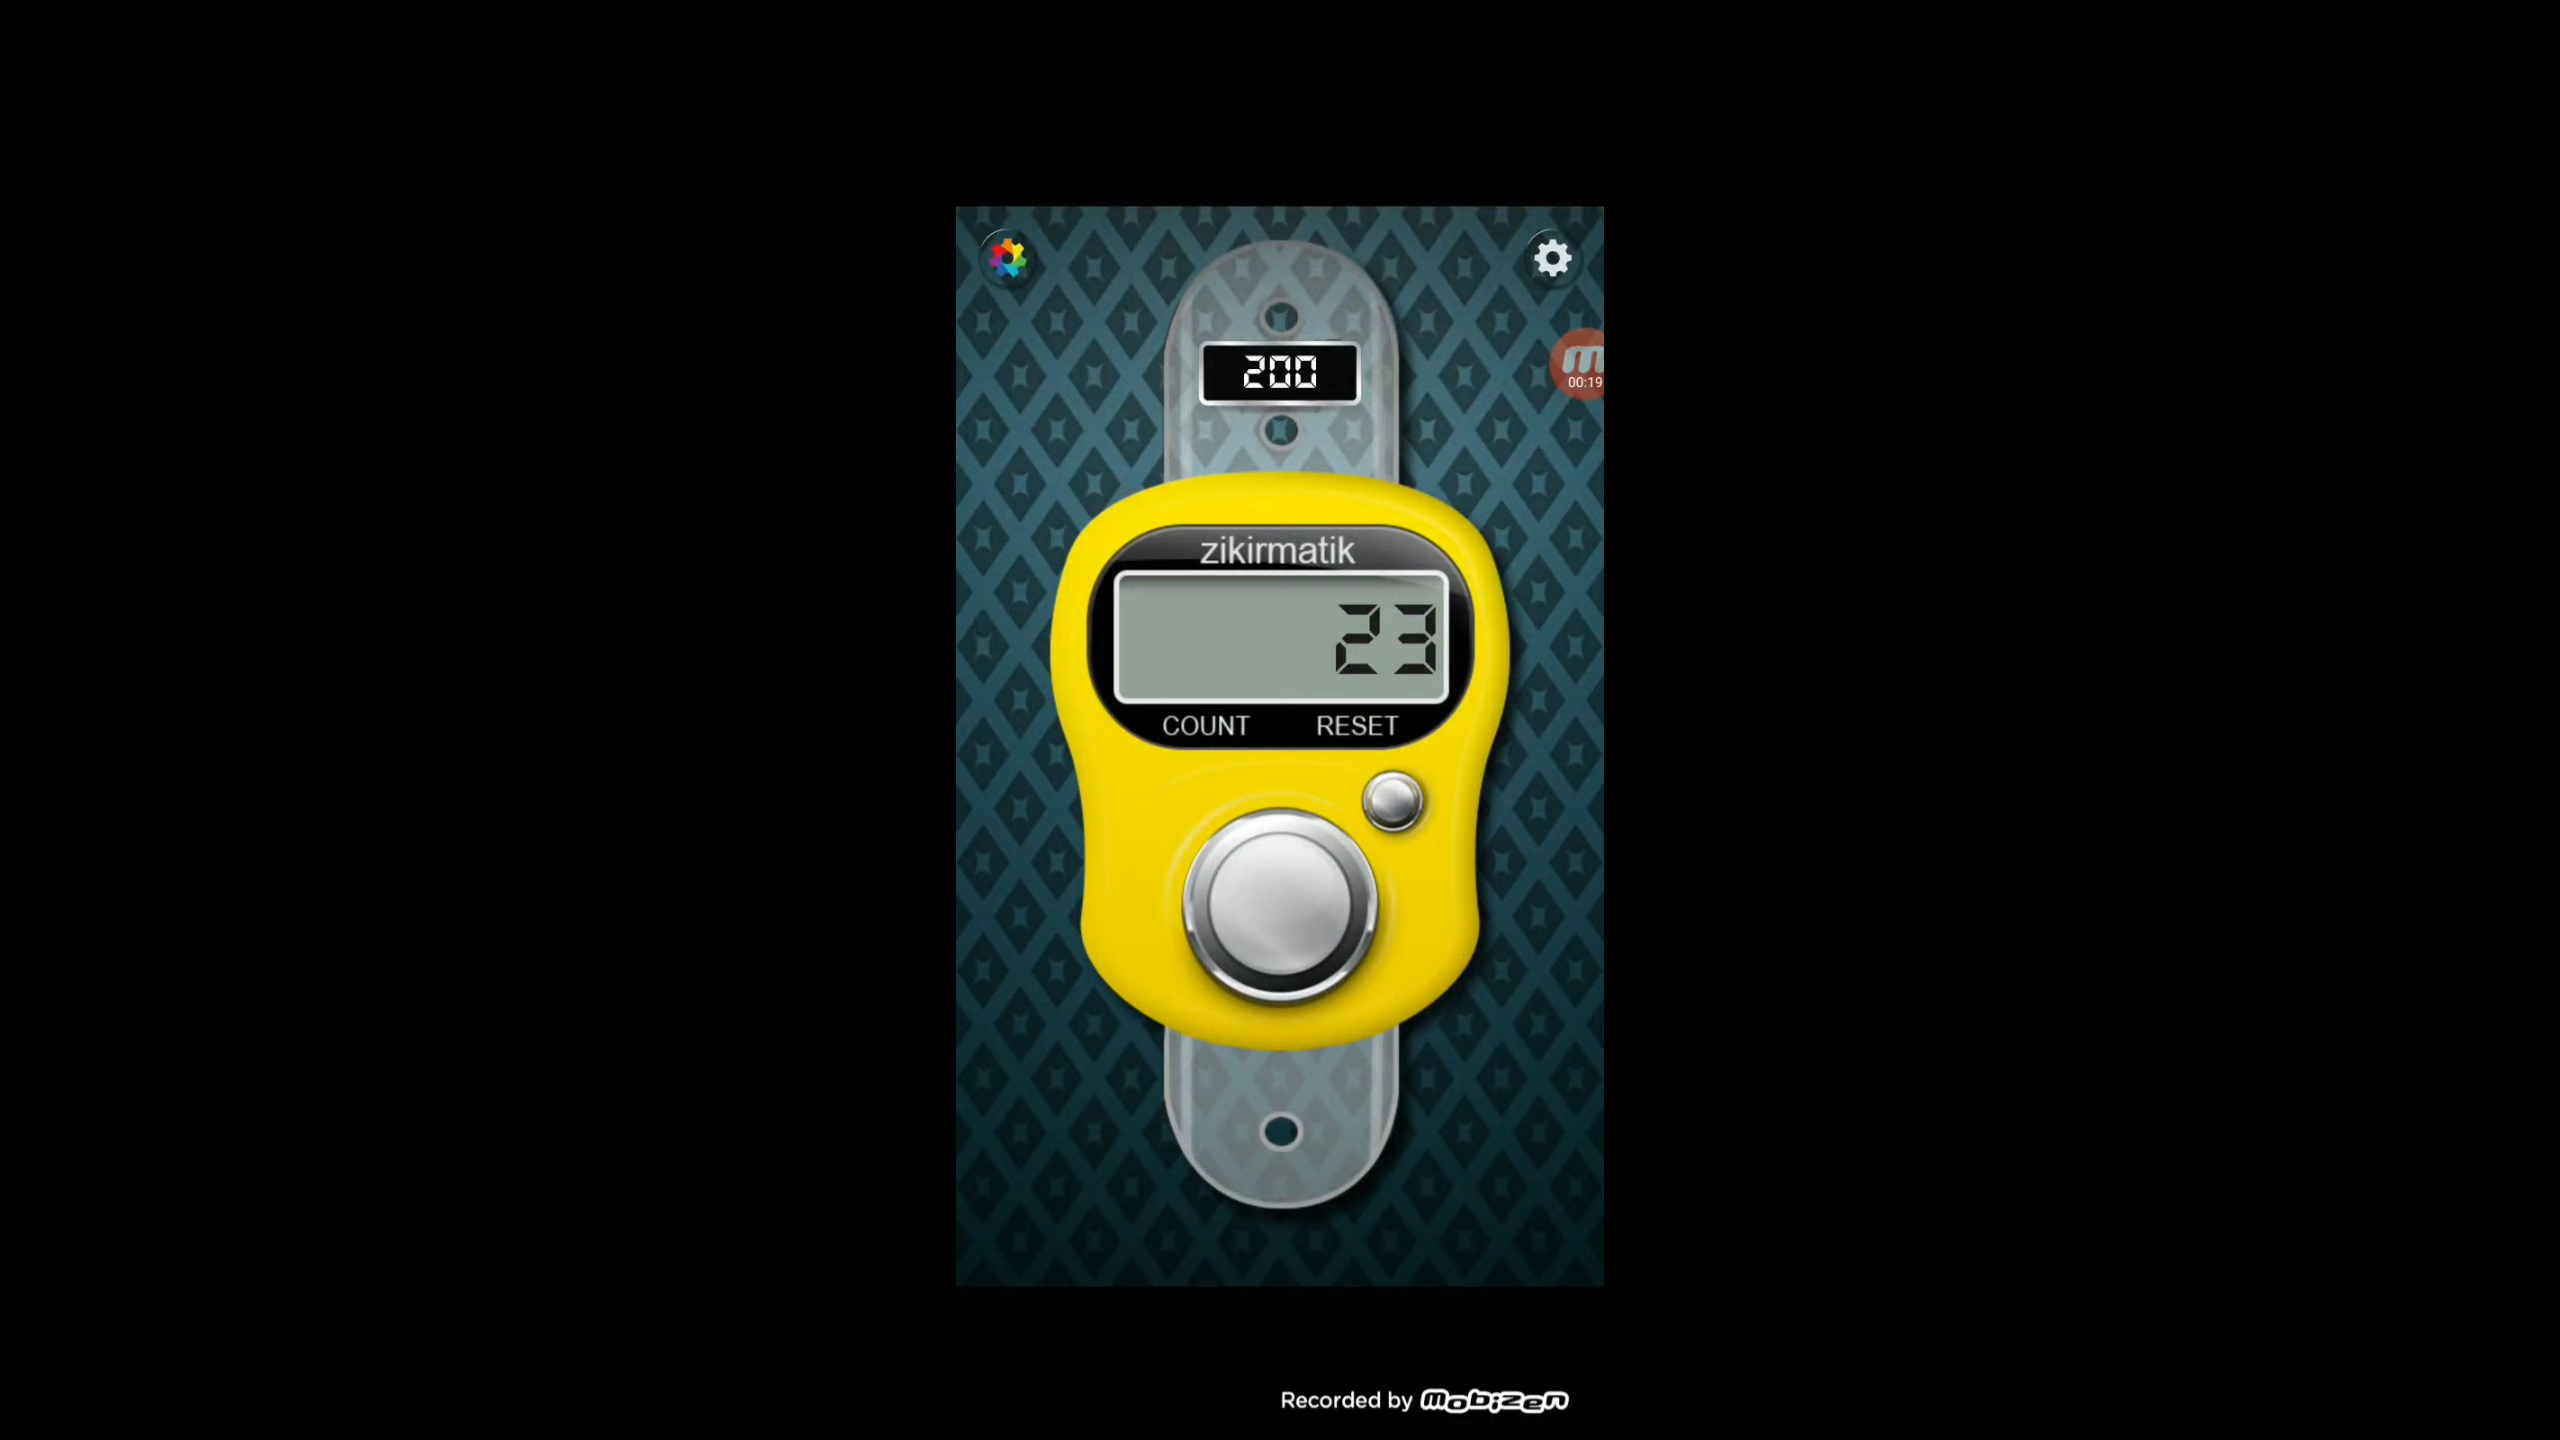 200
00:19
zikirmatik
23
COUNT RESET
Recorded by mobizen